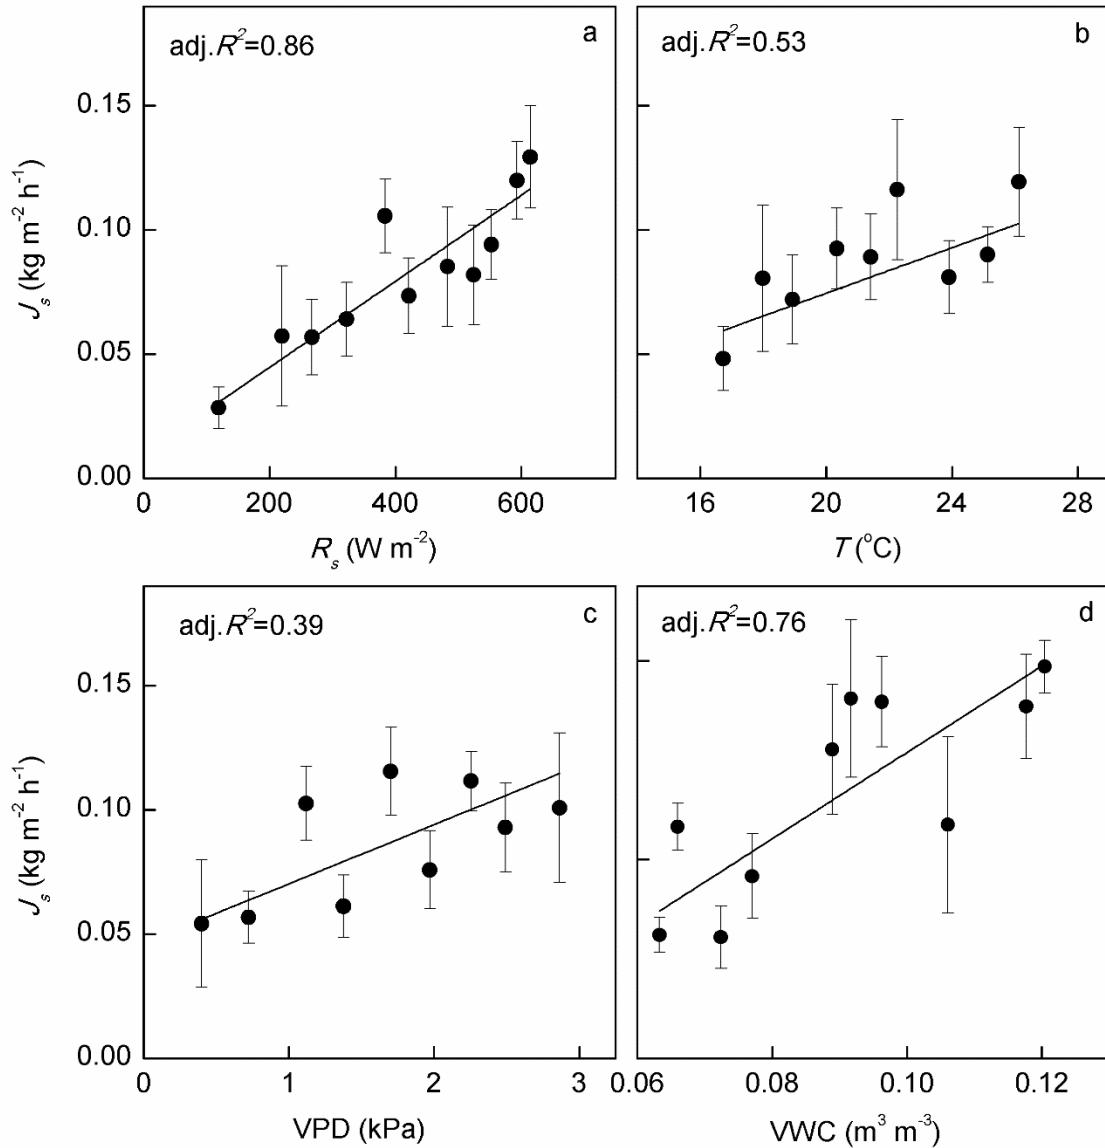 adj.R²=0.86
a
adj.R²=0.53
b
0.15
0.10
0.05
0.00
Js (kg m⁻² h⁻¹)
0 200 400 600
16 20 24 28
Rs (W m⁻²)
T (°C)
adj.R²=0.39
c
adj.R²=0.76
d
0.15
0.10
0.05
0.00
Js (kg m⁻² h⁻¹)
0 1 2 3
0.06 0.08 0.10 0.12
VPD (kPa)
VWC (m³ m⁻³)